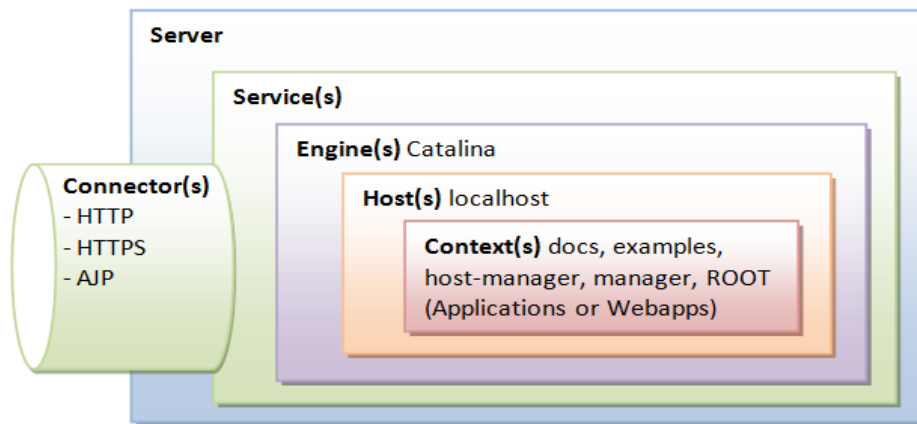 Server
Service(s)
Engine(s) Catalina
Connector(s)
- HTTP
- HTTPS
- AJP
Host(s) localhost
Context(s) docs, examples,
host-manager, manager, ROOT
(Applications or Webapps)